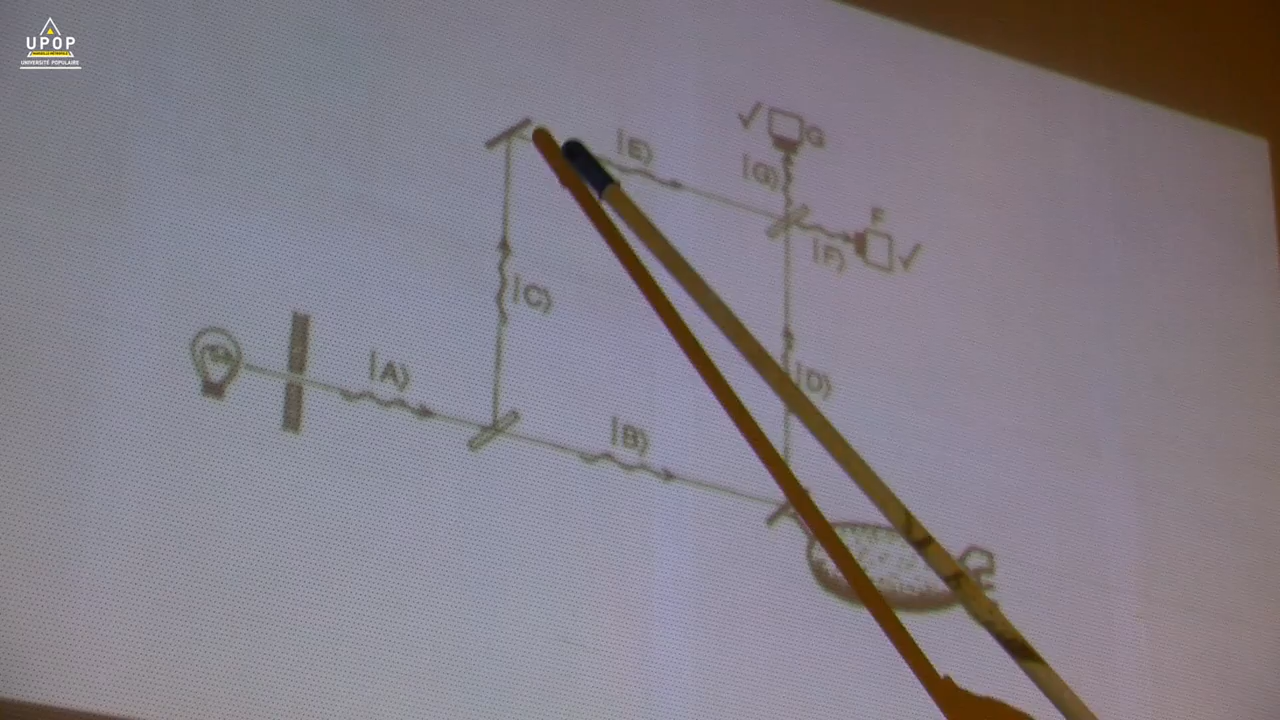 UPOP
UNIVERSITÉ POPULAIRE
G
|E⟩
|G⟩
F
|F⟩
|C⟩
|A⟩
|D⟩
|B⟩